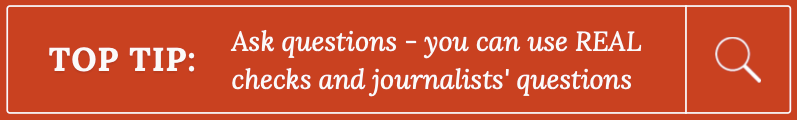 TOP TIP:
Ask questions - you can use REAL
checks and journalists' questions